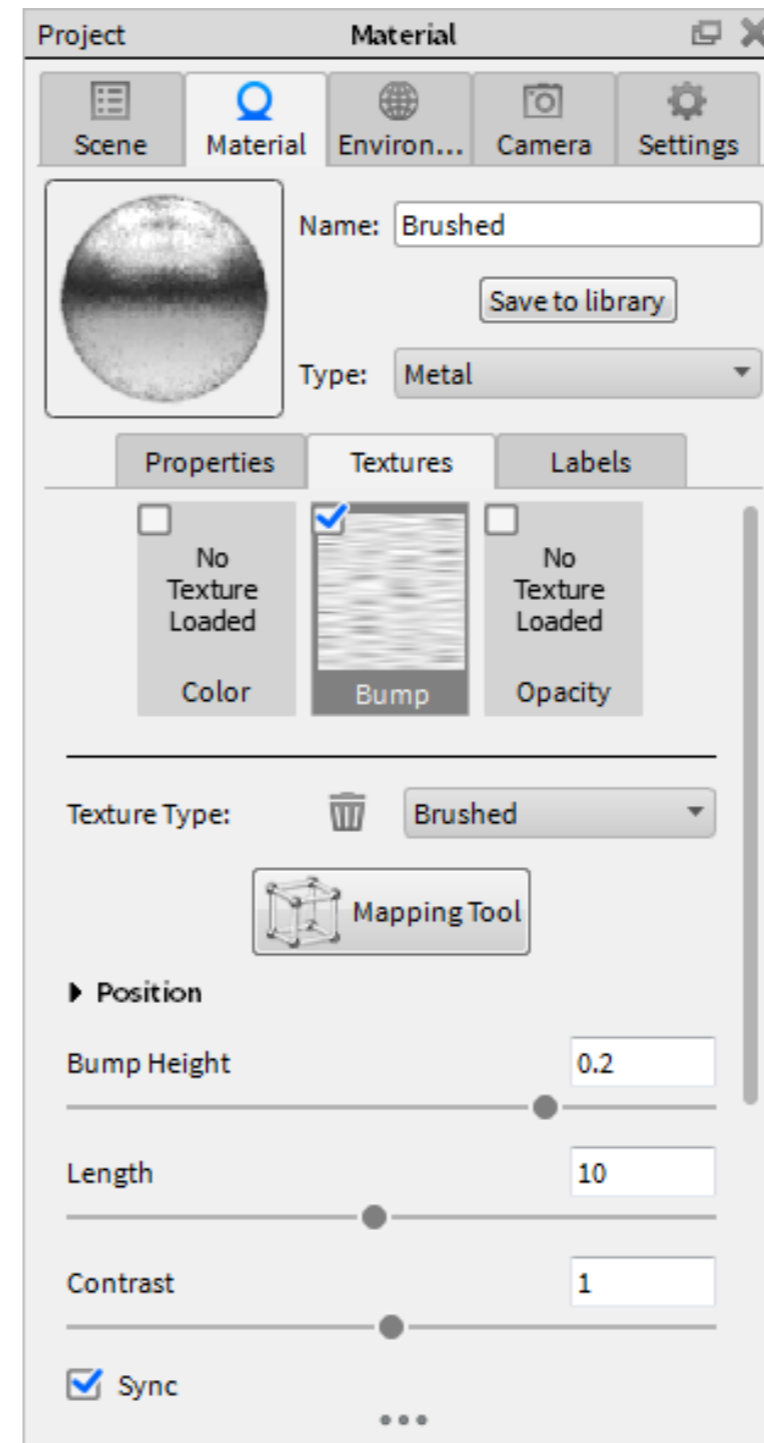 Project Material
Scene Material Environ... Camera Settings
Name: Brushed
Save to library
Type: Metal
Properties Textures Labels
No
Texture
Loaded
Color
Bump
No
Texture
Loaded
Opacity
Texture Type: Brushed
Mapping Tool
Position
Bump Height 0.2
Length 10
Contrast 1
Sync